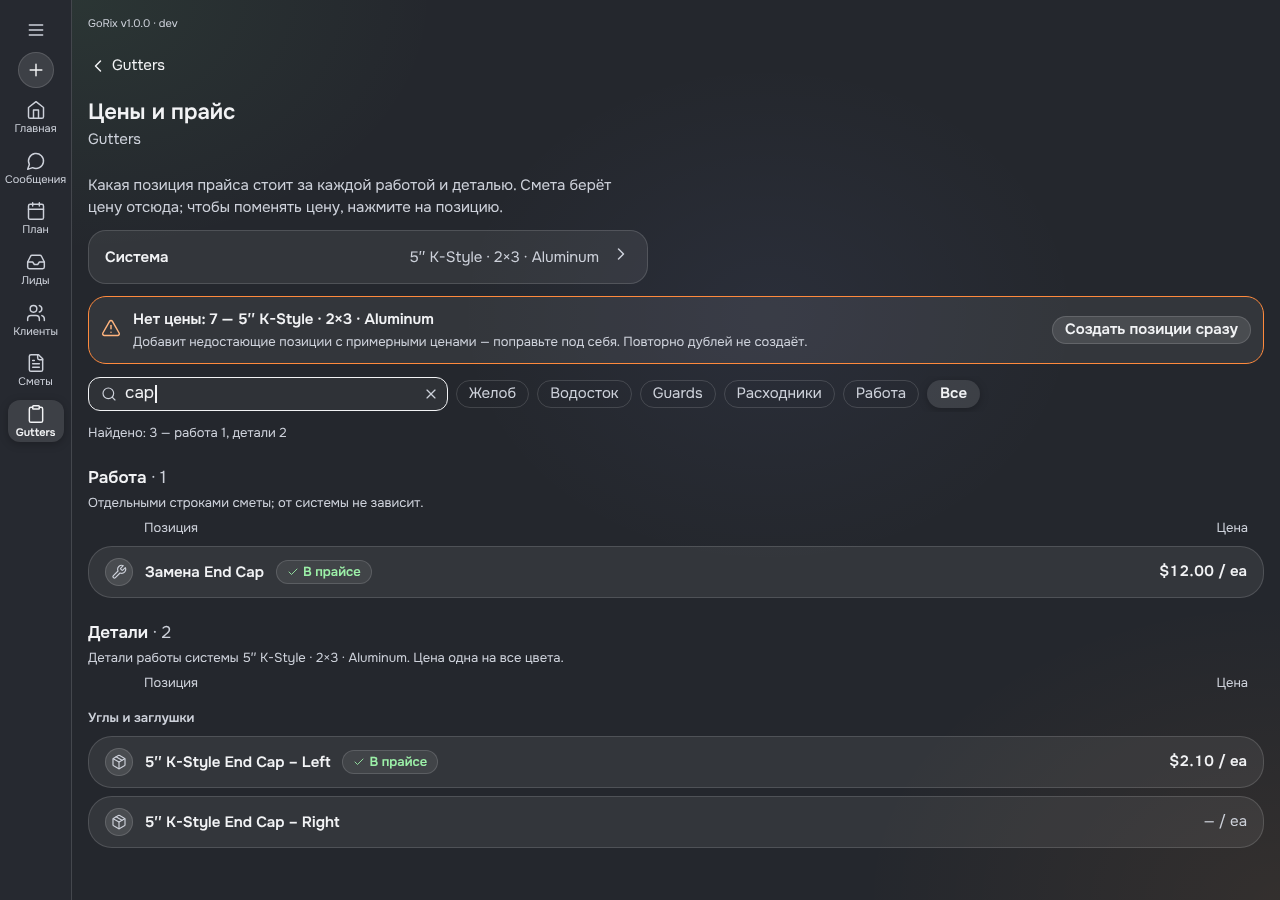 GoRix v1.0.0 · dev
Gutters
Главная
Сообщения
План
Лиды
Клиенты
Сметы
Gutters
Цены и прайс
Gutters
Какая позиция прайса стоит за каждой работой и деталью. Смета берёт
цену отсюда; чтобы поменять цену, нажмите на позицию.
Система 5″ K-Style · 2×3 · Aluminum
Нет цены: 7 — 5″ K-Style · 2×3 · Aluminum
Добавит недостающие позиции с примерными ценами — поправьте под себя. Повторно дублей не создаёт.
Создать позиции сразу
cap
Желоб Водосток Guards Расходники Работа Все
Найдено: 3 — работа 1, детали 2
Работа · 1
Отдельными строками сметы; от системы не зависит.
Позиция Цена
Замена End Cap В прайсе $12.00 / ea
Детали · 2
Детали работы системы 5″ K-Style · 2×3 · Aluminum. Цена одна на все цвета.
Позиция Цена
Углы и заглушки
5″ K-Style End Cap – Left В прайсе $2.10 / ea
5″ K-Style End Cap – Right — / ea